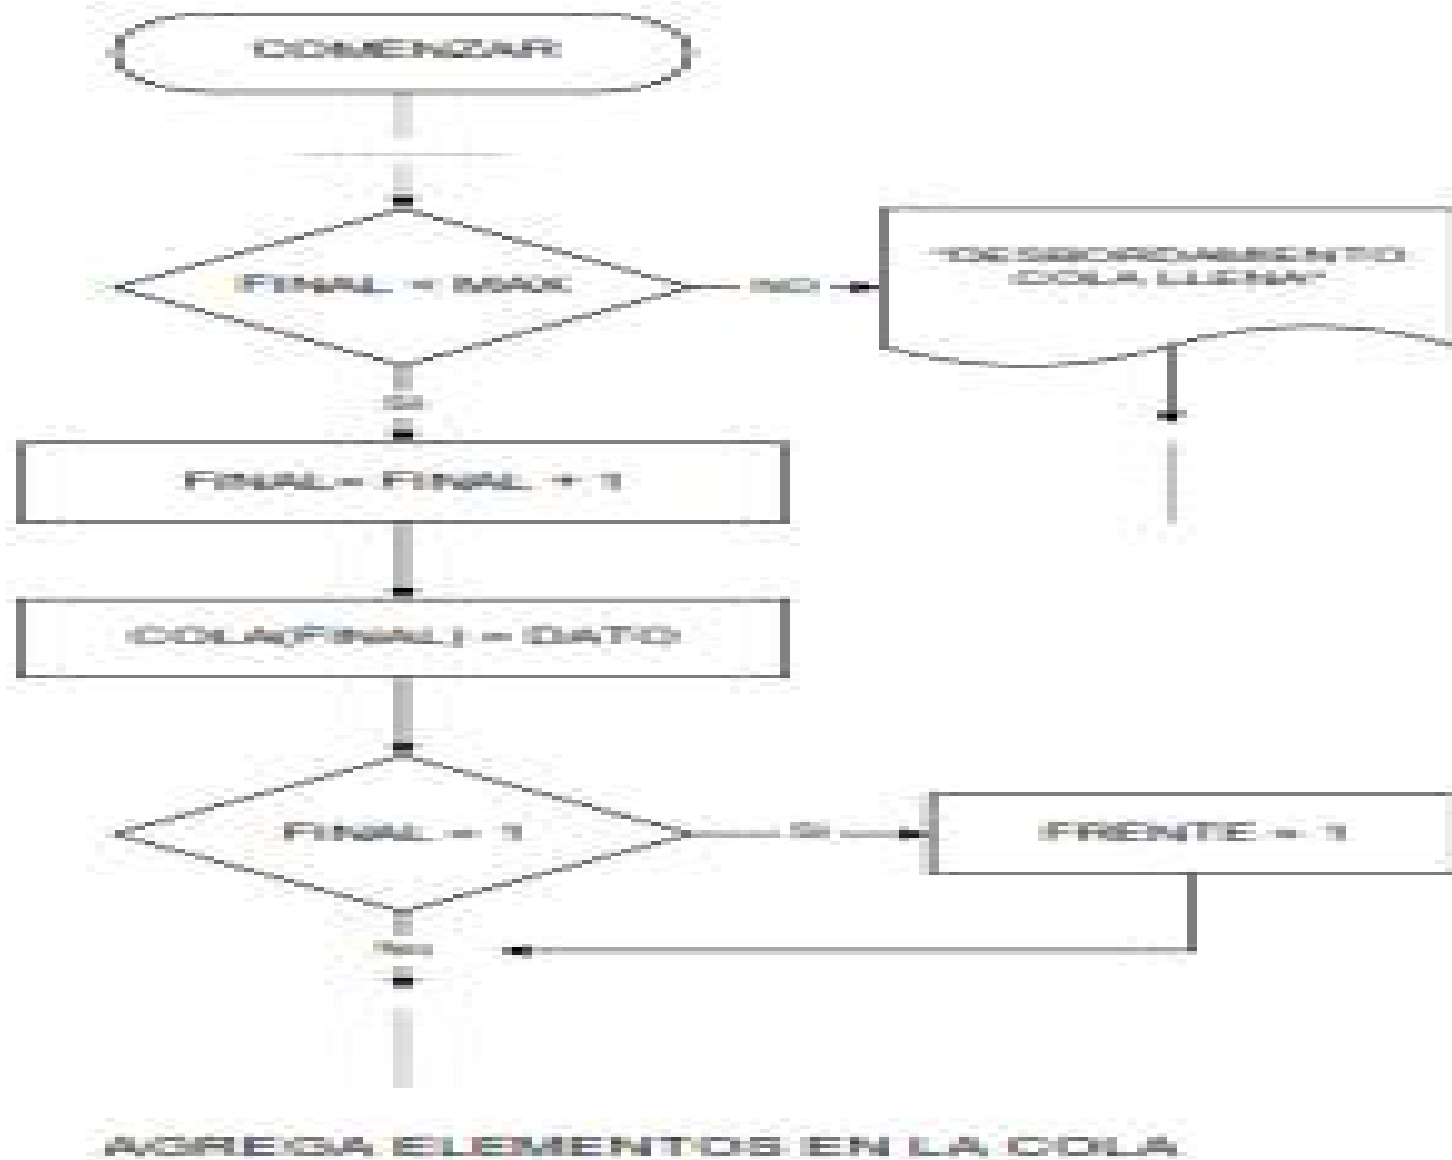 COMENZAR
FINAL < MAX
NO
"DESBORDAMIENTO
COLA LLENA"
SI
FINAL= FINAL + 1
COLA(FINAL) = DATO
FINAL = 1
SI
FRENTE = 1
No
AGREGA ELEMENTOS EN LA COLA